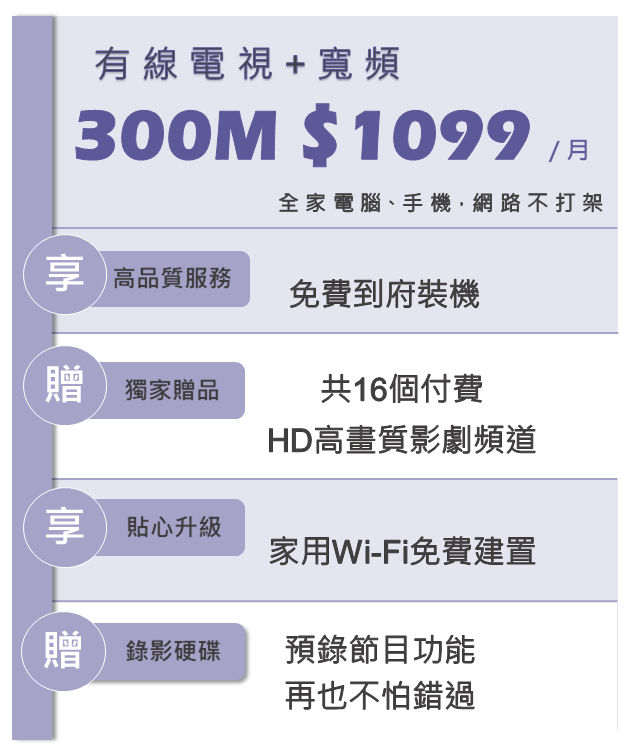 有線電視+寬頻
300M $1099 /月
全家電腦、手機，網路不打架
享 高品質服務
免費到府裝機
贈 獨家贈品
共16個付費
HD高畫質影劇頻道
享 貼心升級
家用Wi-Fi免費建置
贈 錄影硬碟
預錄節目功能
再也不怕錯過